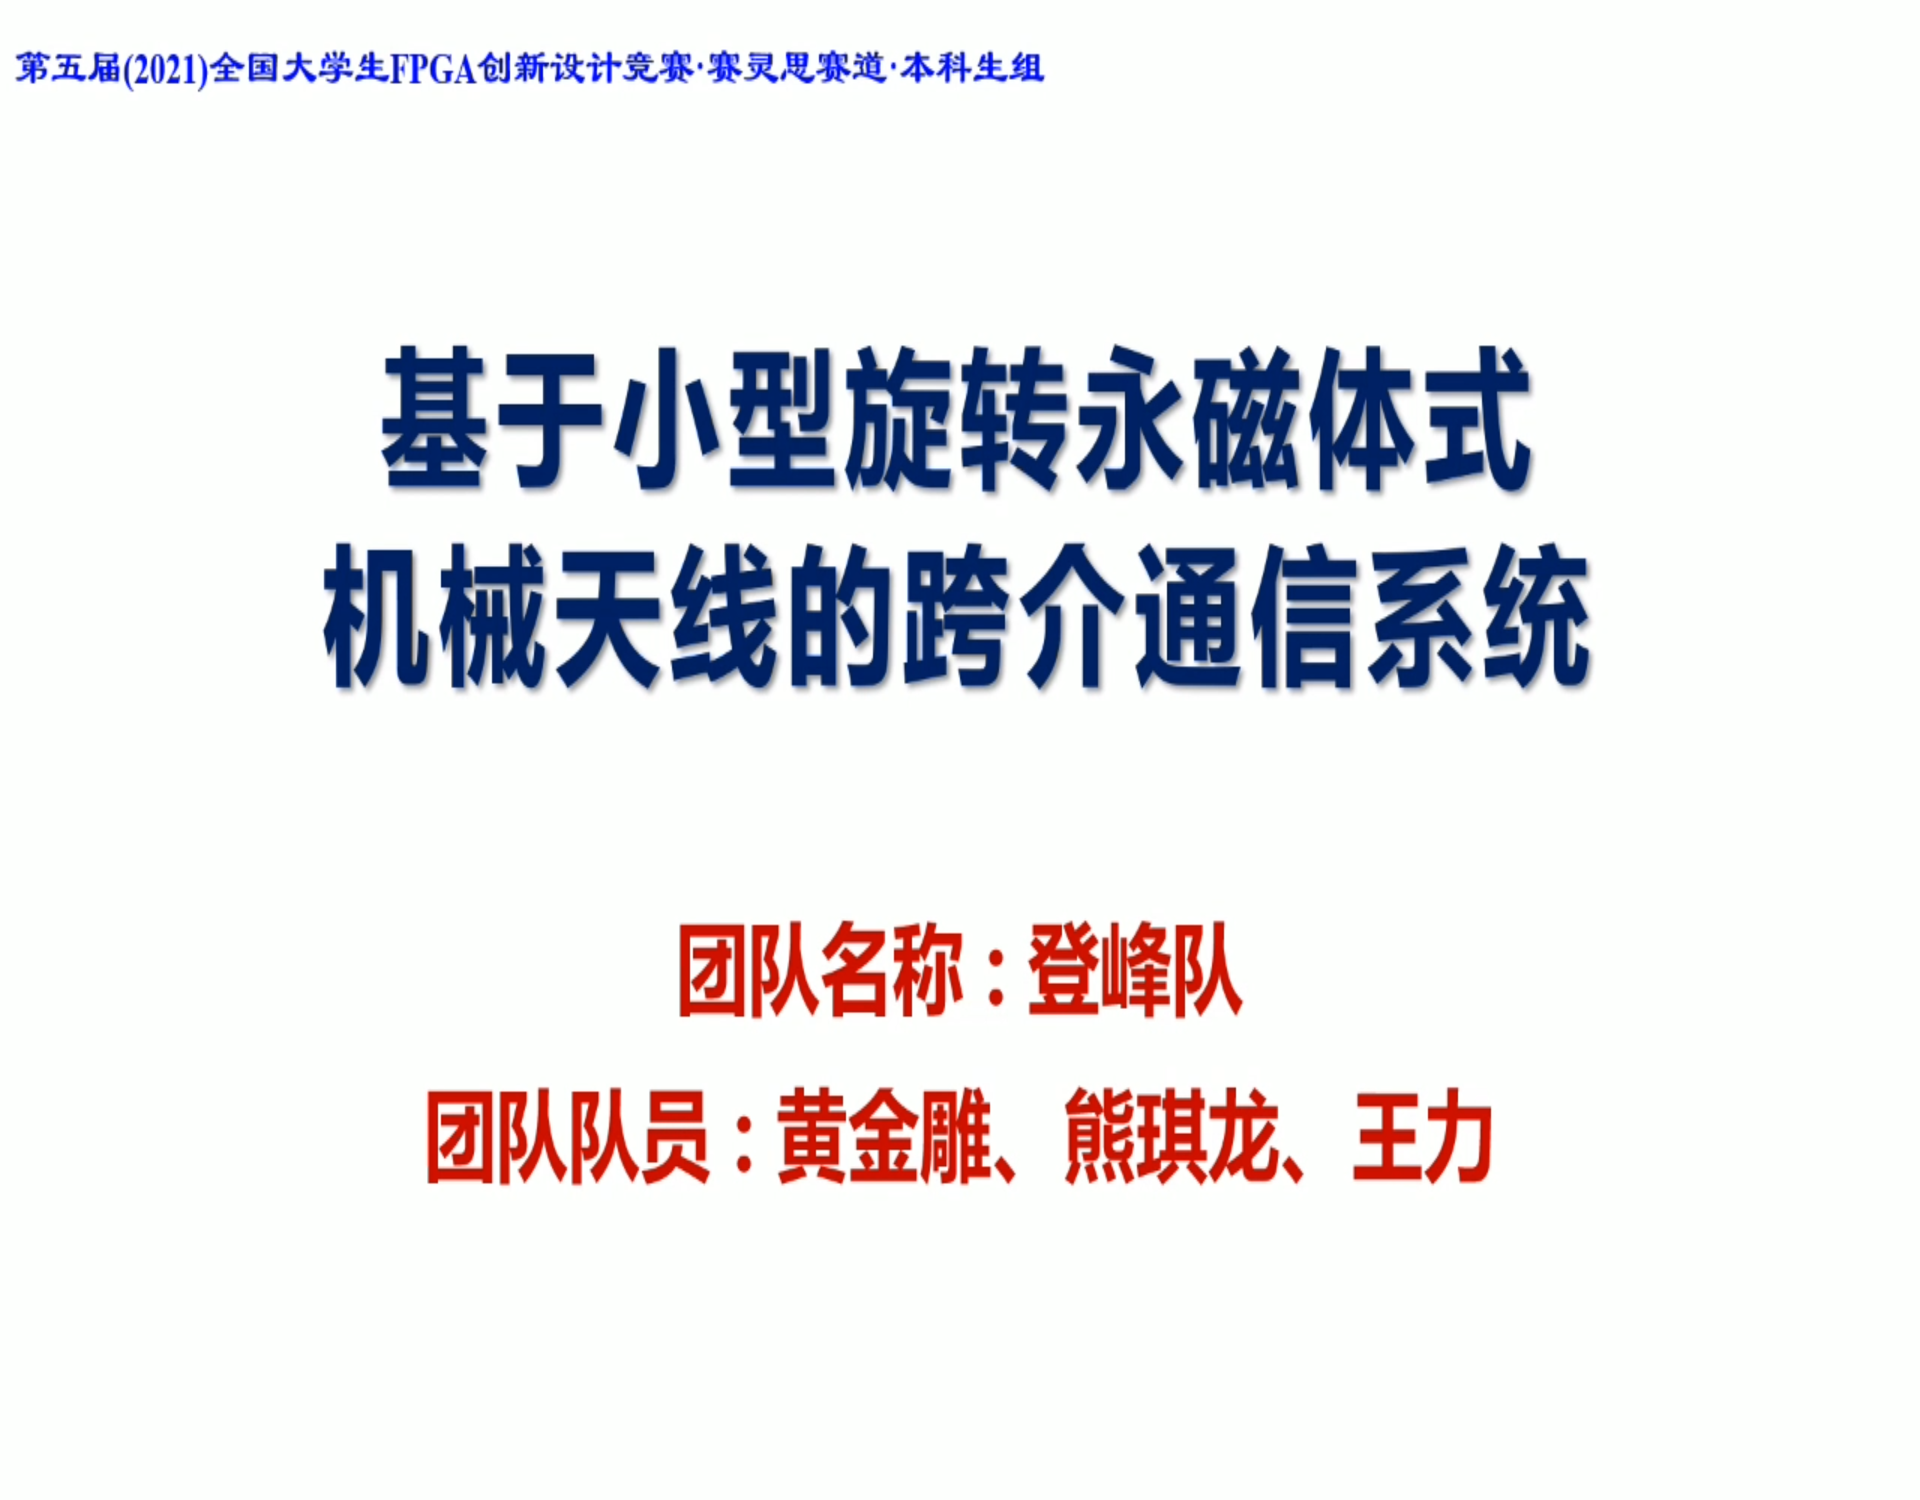 第五届(2021)全国大学生FPGA创新设计竞赛·赛灵思赛道·本科生组
基于小型旋转永磁体式
机械天线的跨介通信系统
团队名称：登峰队
团队队员：黄金雕、熊琪龙、王力